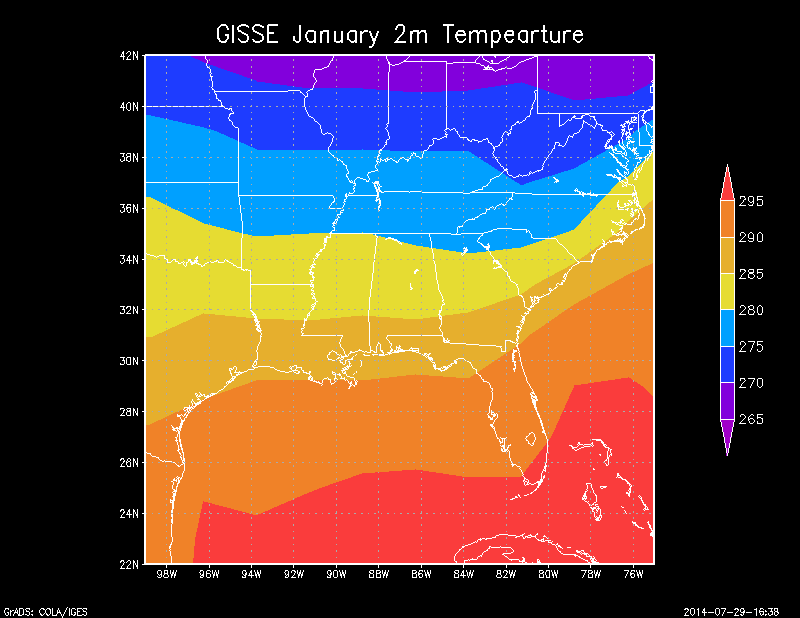 GISSE January 2m Tempearture
42N
40N
38N
36N
34N
32N
30N
28N
26N
24N
22N
98W 96W 94W 92W 90W 88W 86W 84W 82W 80W 78W 76W
295
290
285
280
275
270
265
GrADS: COLA/IGES
2014-07-29-16:38